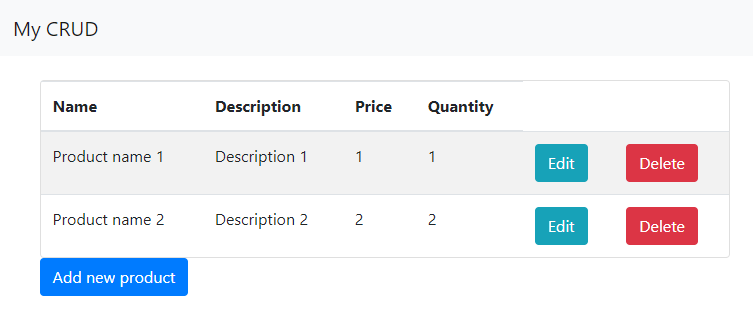 My CRUD
Name Description Price Quantity
Product name 1 Description 1 1 1 Edit Delete
Product name 2 Description 2 2 2 Edit Delete
Add new product